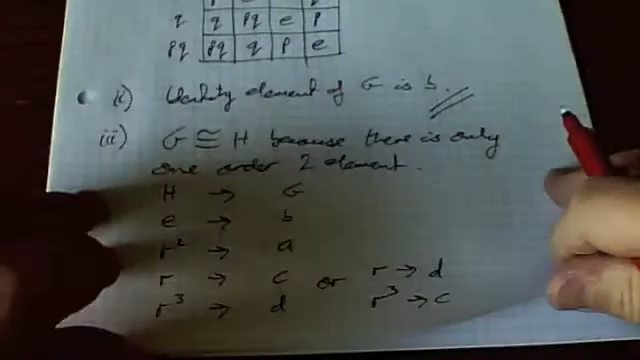 q q pq e p
pq pq q p e
ii) Identity element of G is b.
iii) G ≅ H because there is only
one order 2 element.
H → G
e → b
r² → a
r → c or r → d
r³ → d r³ → c